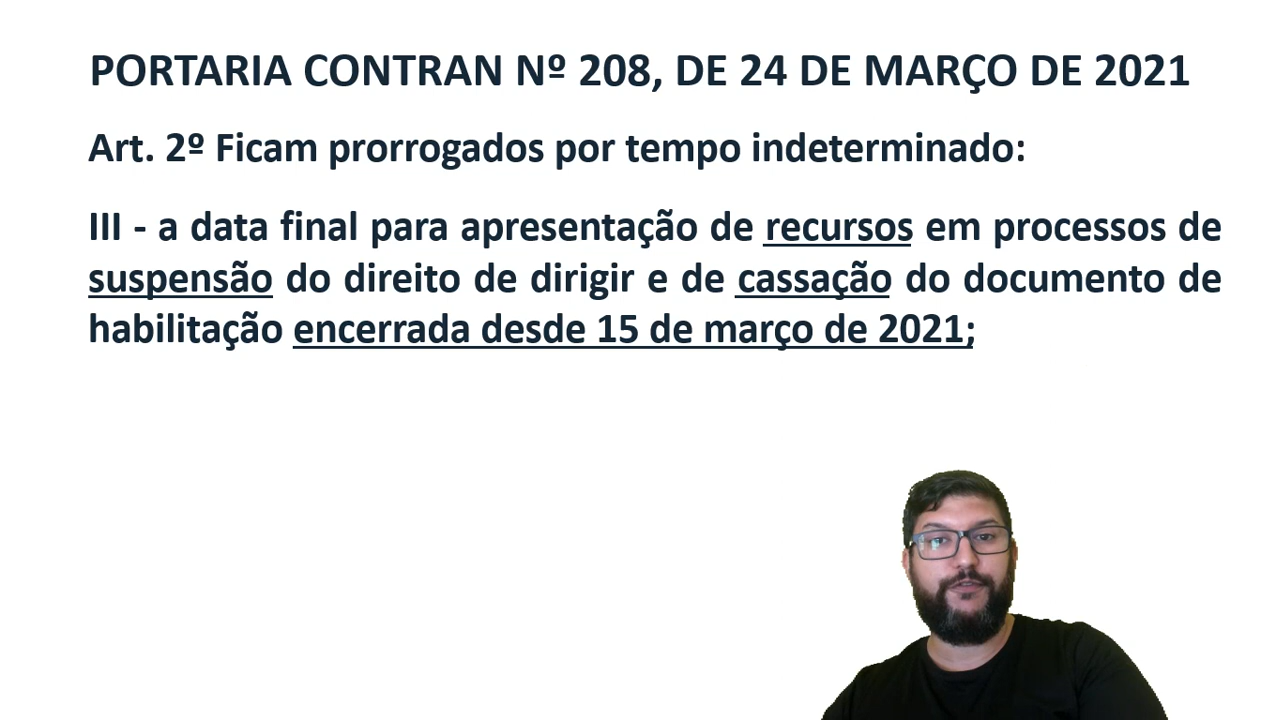 PORTARIA CONTRAN Nº 208, DE 24 DE MARÇO DE 2021
Art. 2º Ficam prorrogados por tempo indeterminado:
III - a data final para apresentação de recursos em processos de
suspensão do direito de dirigir e de cassação do documento de
habilitação encerrada desde 15 de março de 2021;